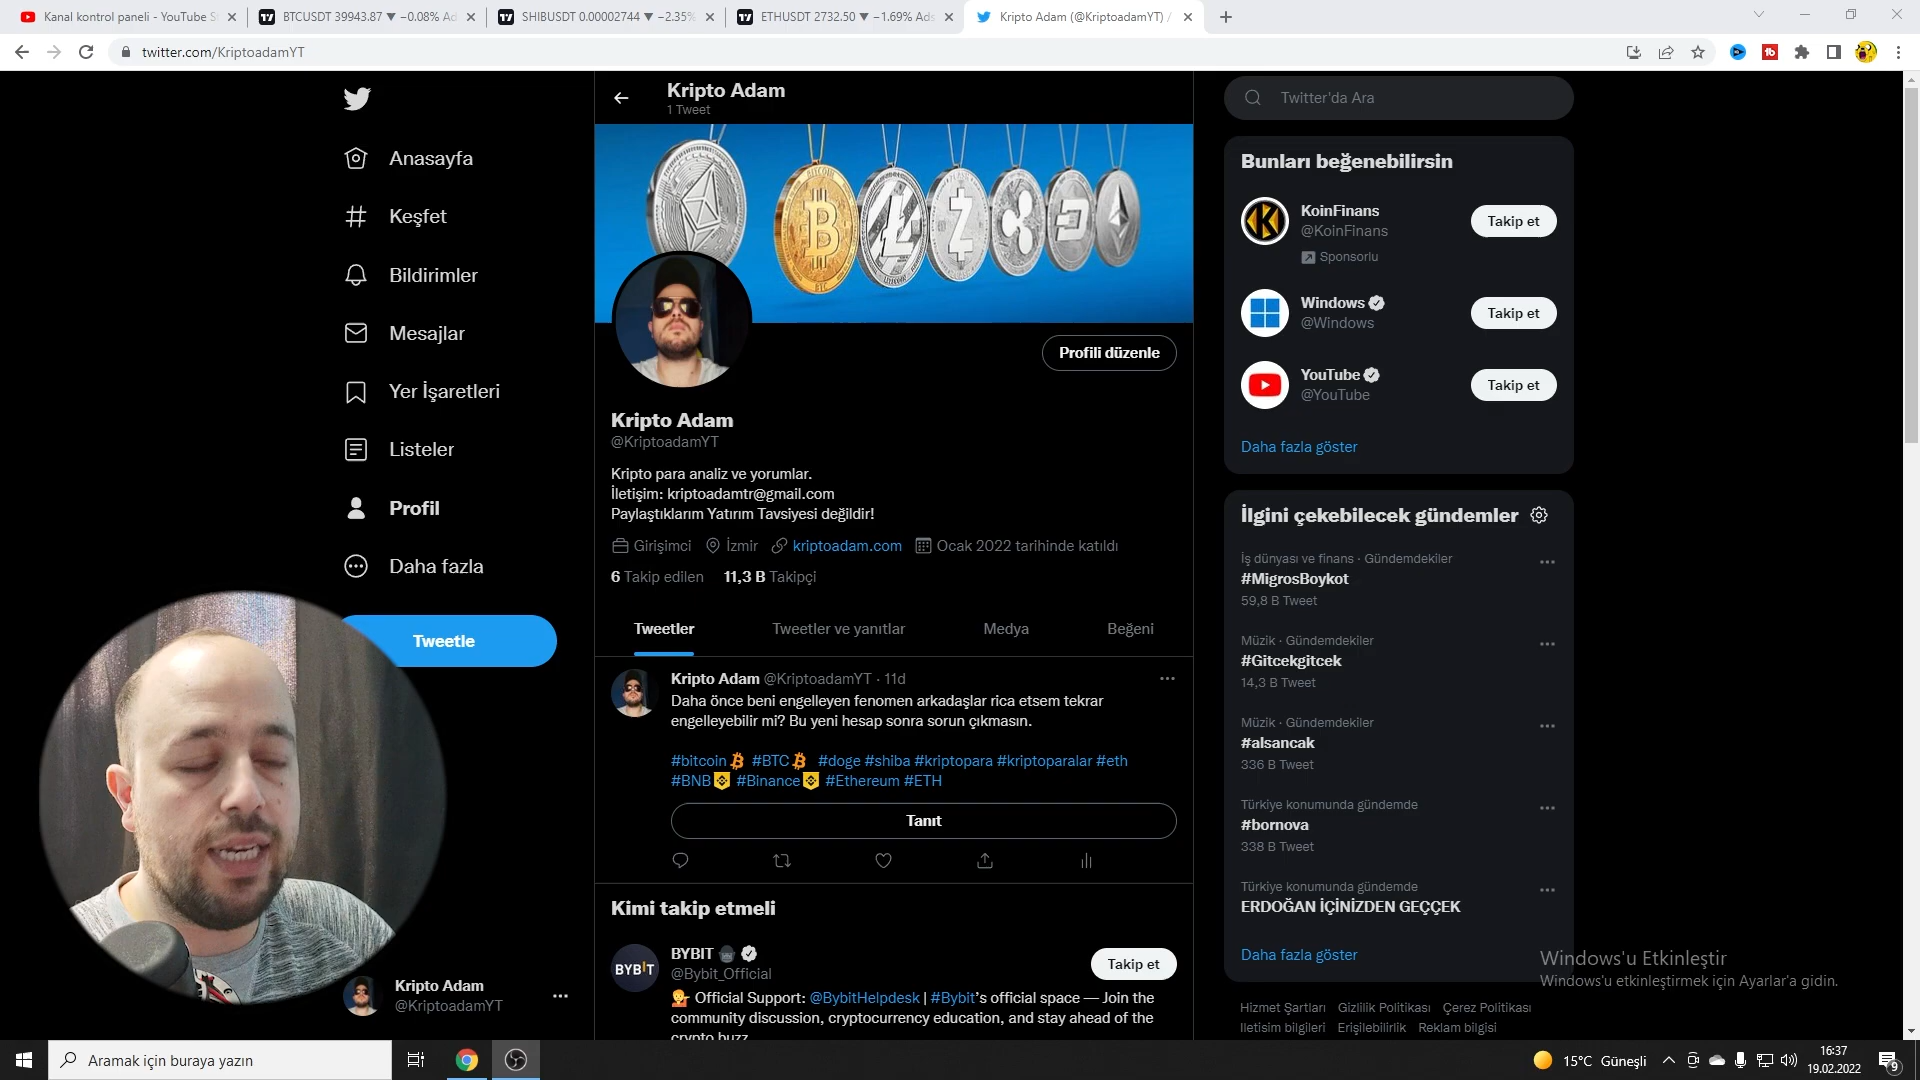 Kanal kontrol paneli - YouTube S
BTCUSDT 39943.87 ▼ −0.08% Ad
SHIBUSDT 0.00002744 ▼ −2.35%
ETHUSDT 2732.50 ▼ −1.69% Ads
Kripto Adam (@KriptoadamYT) /
twitter.com/KriptoadamYT
Anasayfa
Keşfet
Bildirimler
Mesajlar
Yer İşaretleri
Listeler
Profil
Daha fazla
Tweetle
Kripto Adam
@KriptoadamYT
Kripto Adam
1 Tweet
Profili düzenle
Kripto Adam
@KriptoadamYT
Kripto para analiz ve yorumlar.
İletişim: kriptoadamtr@gmail.com
Paylaştıklarım Yatırım Tavsiyesi değildir!
Girişimci İzmir kriptoadam.com Ocak 2022 tarihinde katıldı
6 Takip edilen 11,3 B Takipçi
Tweetler Tweetler ve yanıtlar Medya Beğeni
Kripto Adam @KriptoadamYT · 11d
Daha önce beni engelleyen fenomen arkadaşlar rica etsem tekrar
engelleyebilir mi? Bu yeni hesap sonra sorun çıkmasın.
#bitcoin #BTC #doge #shiba #kriptopara #kriptoparalar #eth
#BNB #Binance #Ethereum #ETH
Tanıt
Kimi takip etmeli
BYBIT
@Bybit_Official
Takip et
BYBIT
Official Support: @BybitHelpdesk | #Bybit's official space — Join the
community discussion, cryptocurrency education, and stay ahead of the
crypto buzz
Twitter'da Ara
Bunları beğenebilirsin
KoinFinans
@KoinFinans
Sponsorlu
Takip et
Windows
@Windows
Takip et
YouTube
@YouTube
Takip et
Daha fazla göster
İlgini çekebilecek gündemler
İş dünyası ve finans · Gündemdekiler
#MigrosBoykot
59,8 B Tweet
Müzik · Gündemdekiler
#Gitcekgitcek
14,3 B Tweet
Müzik · Gündemdekiler
#alsancak
336 B Tweet
Türkiye konumunda gündemde
#bornova
338 B Tweet
Türkiye konumunda gündemde
ERDOĞAN İÇİNİZDEN GEÇÇEK
Daha fazla göster
Windows'u Etkinleştir
Windows'u etkinleştirmek için Ayarlar'a gidin.
Hizmet Şartları Gizlilik Politikası Çerez Politikası
İletişim bilgileri Erişilebilirlik Reklam bilgisi
Aramak için buraya yazın
15°C Güneşli
16:37
19.02.2022
9